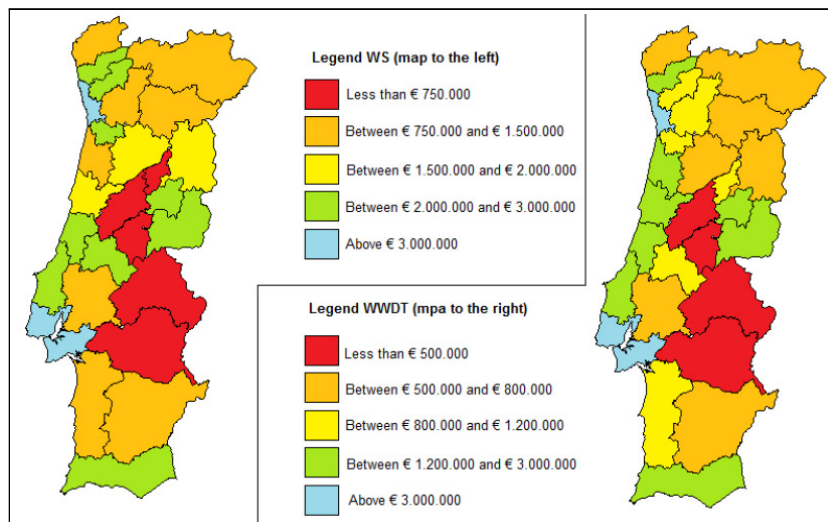 Legend WS (map to the left)
Less than € 750.000
Between € 750.000 and € 1.500.000
Between € 1.500.000 and € 2.000.000
Between € 2.000.000 and € 3.000.000
Above € 3.000.000
Legend WWDT (mpa to the right)
Less than € 500.000
Between € 500.000 and € 800.000
Between € 800.000 and € 1.200.000
Between € 1.200.000 and € 3.000.000
Above € 3.000.000